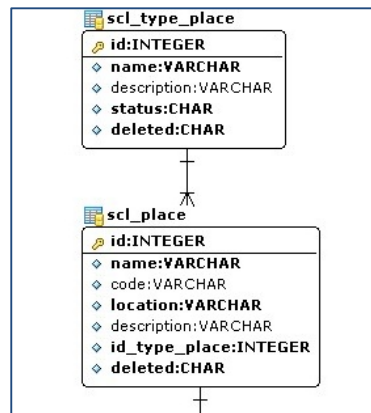 scl_type_place
id:INTEGER
name:VARCHAR
description:VARCHAR
status:CHAR
deleted:CHAR
scl_place
id:INTEGER
name:VARCHAR
code:VARCHAR
location:VARCHAR
description:VARCHAR
id_type_place:INTEGER
deleted:CHAR